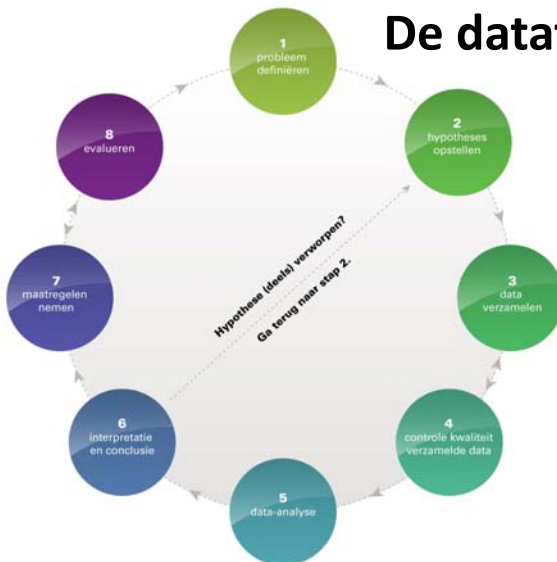 De data
1
probleem
definiëren
2
hypotheses
opstellen
3
data
verzamelen
4
controle kwaliteit
verzamelde data
5
data-analyse
6
interpretatie
en conclusie
7
maatregelen
nemen
8
evalueren
Hypothese (deels) verworpen?
Ga terug naar stap 2.